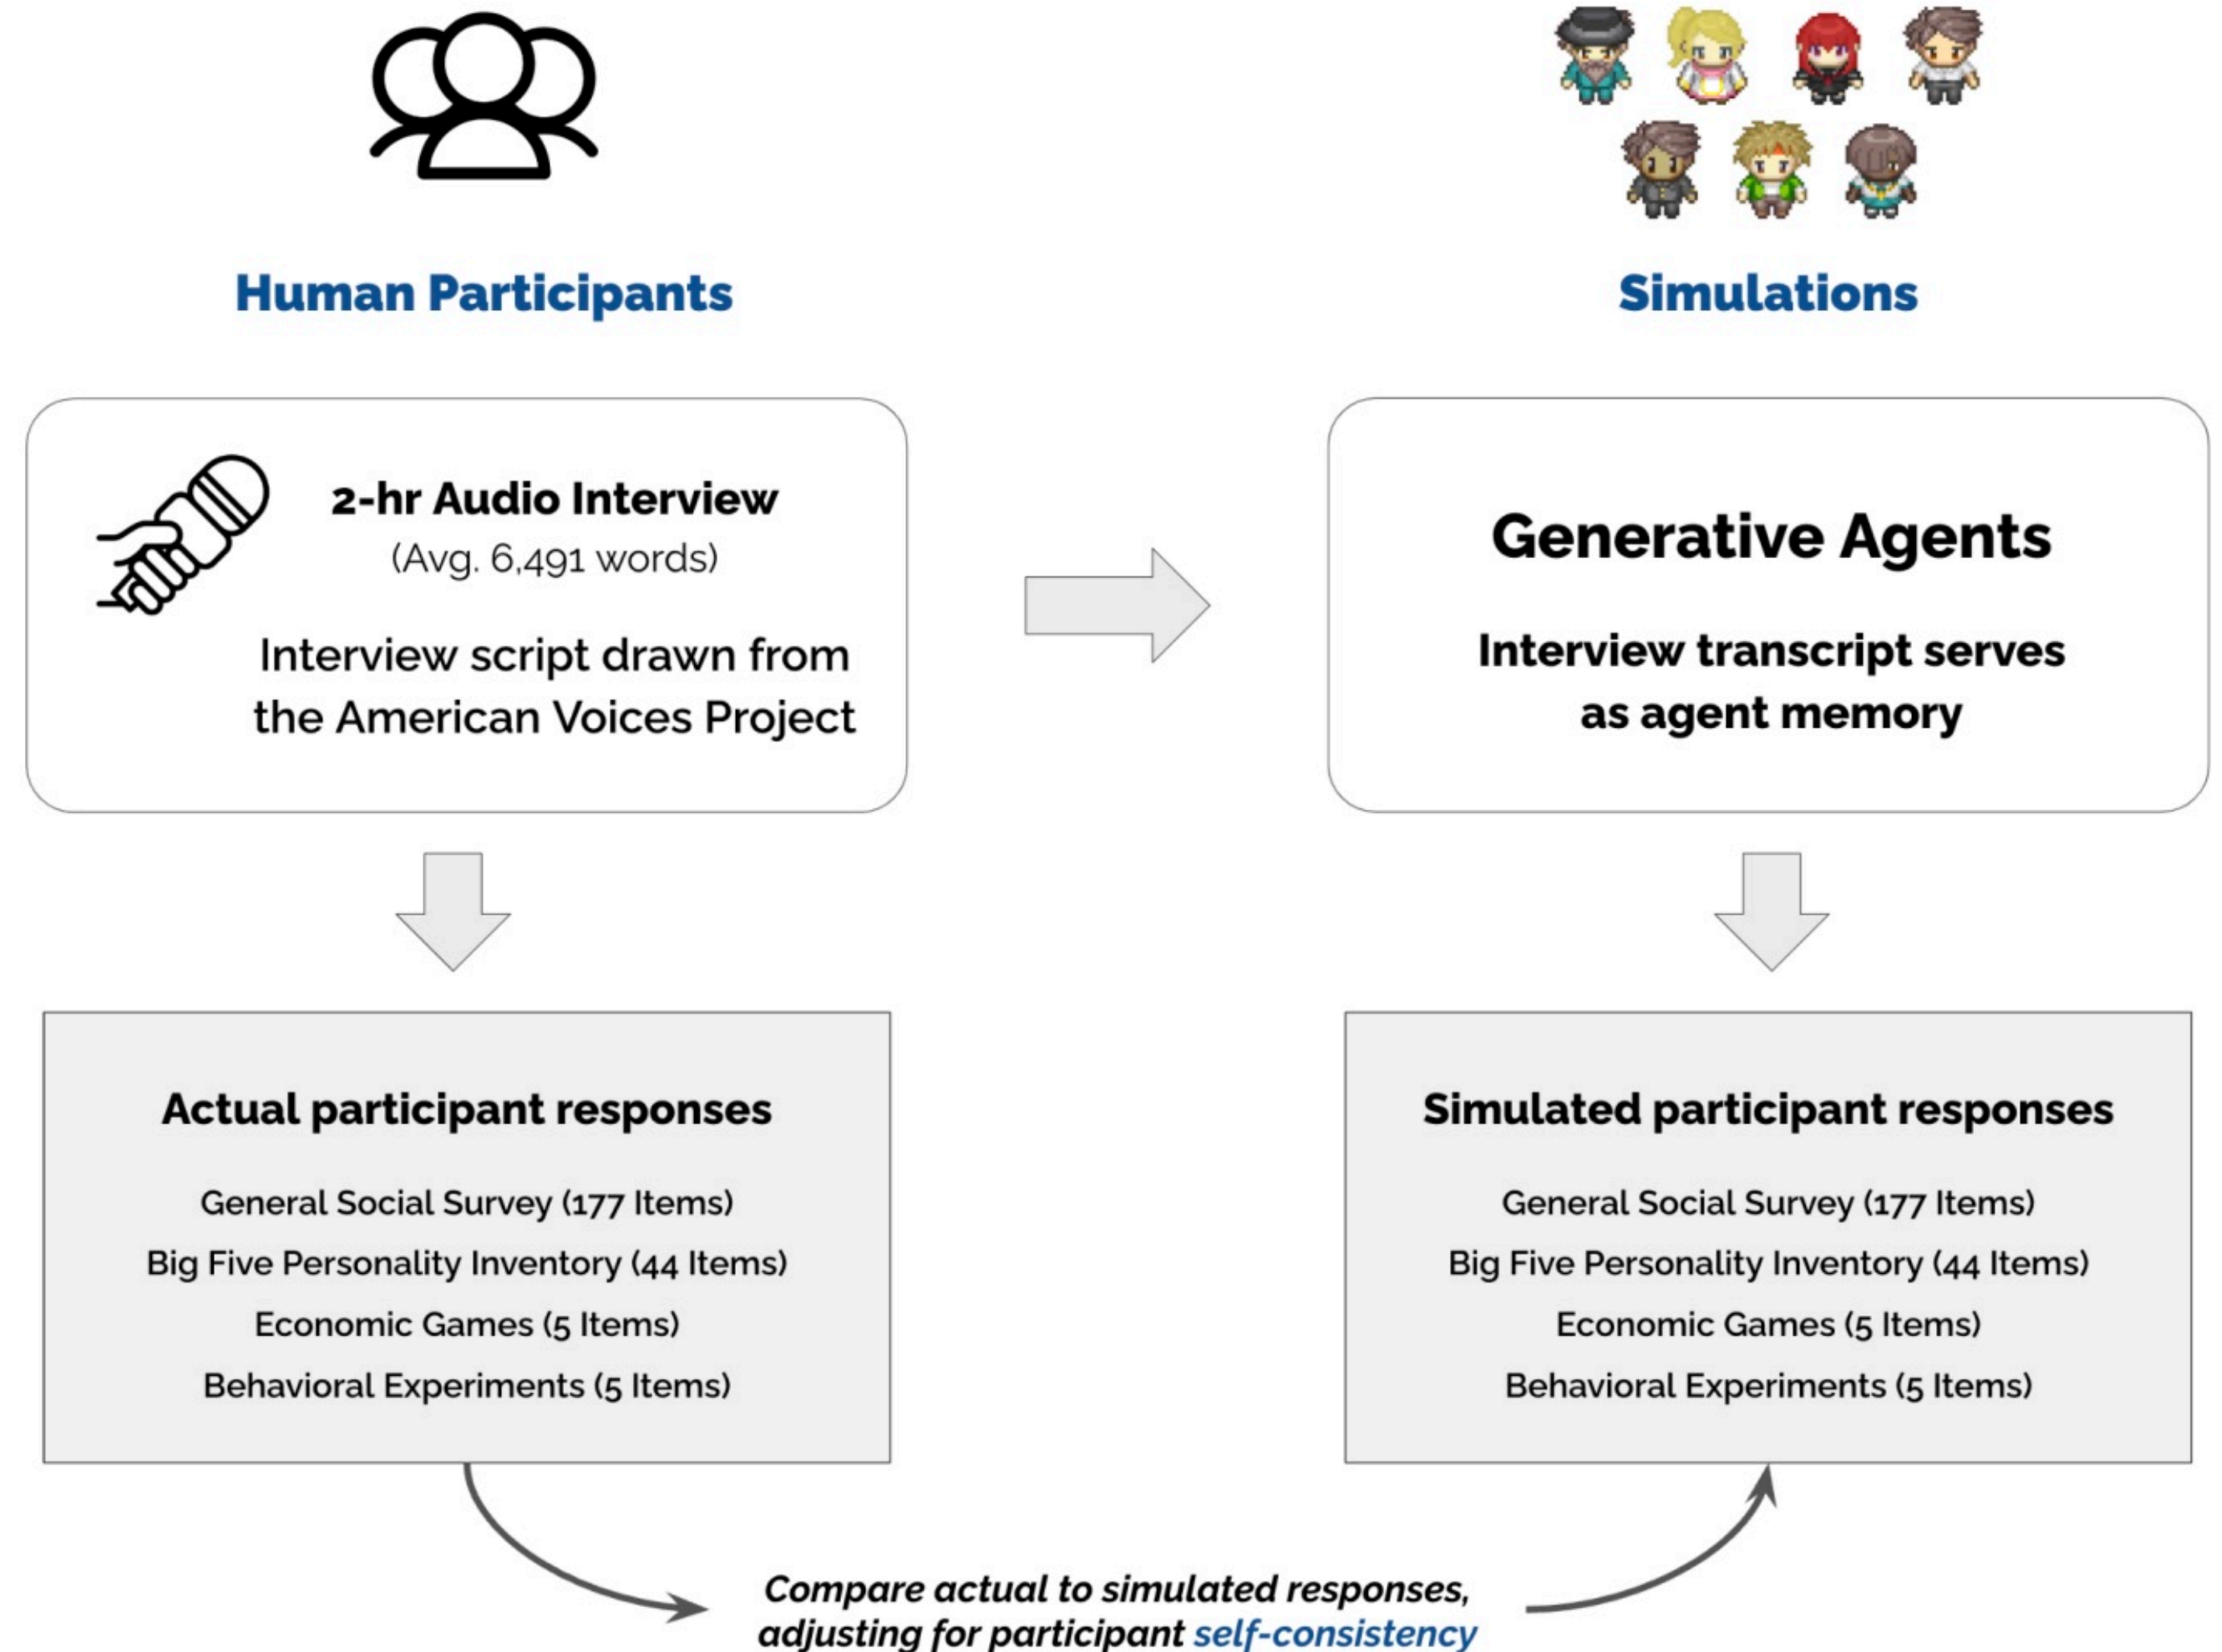 Human Participants
Simulations
2-hr Audio Interview
(Avg. 6,491 words)
Interview script drawn from
the American Voices Project
Generative Agents
Interview transcript serves
as agent memory
Actual participant responses
General Social Survey (177 Items)
Big Five Personality Inventory (44 Items)
Economic Games (5 Items)
Behavioral Experiments (5 Items)
Simulated participant responses
General Social Survey (177 Items)
Big Five Personality Inventory (44 Items)
Economic Games (5 Items)
Behavioral Experiments (5 Items)
Compare actual to simulated responses,
adjusting for participant self-consistency